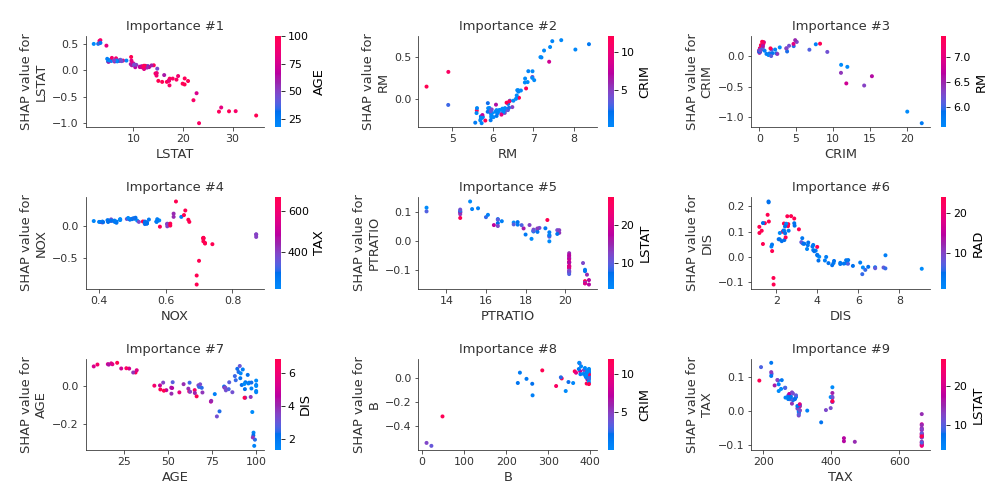 Importance #1
SHAP value for
LSTAT
0.5
0.0
−0.5
−1.0
10
20
30
LSTAT
100
75
50
25
AGE
Importance #2
SHAP value for
RM
0.5
0.0
5
6
7
8
RM
10
5
CRIM
Importance #3
SHAP value for
CRIM
0.0
−0.5
−1.0
0
5
10
15
20
CRIM
7.0
6.5
6.0
RM
Importance #4
SHAP value for
NOX
0.0
−0.5
0.4
0.6
0.8
NOX
600
400
TAX
Importance #5
SHAP value for
PTRATIO
0.1
0.0
−0.1
14
16
18
20
PTRATIO
20
10
LSTAT
Importance #6
SHAP value for
DIS
0.2
0.1
0.0
−0.1
2
4
6
8
DIS
20
10
RAD
Importance #7
SHAP value for
AGE
0.0
−0.2
25
50
75
100
AGE
6
4
2
DIS
Importance #8
SHAP value for
B
0.0
−0.2
−0.4
0
100
200
300
400
B
10
5
CRIM
Importance #9
SHAP value for
TAX
0.1
0.0
−0.1
200
400
600
TAX
20
10
LSTAT